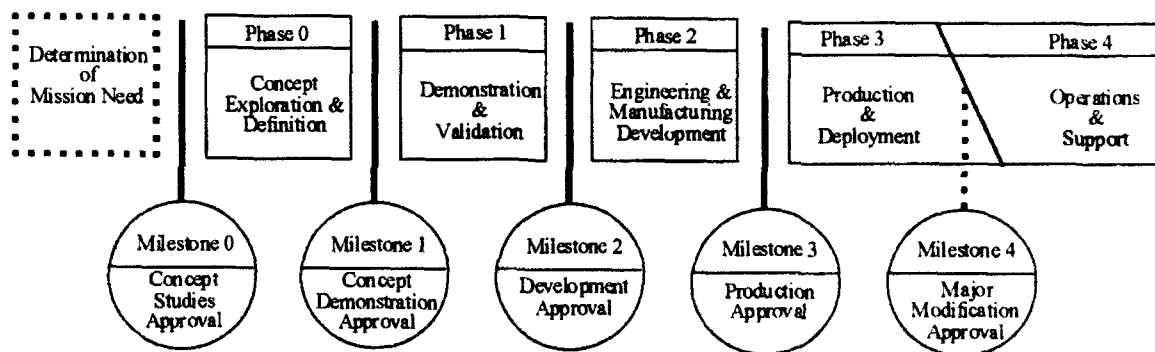 Determination
of
Mission Need
Phase 0
Concept
Exploration &
Definition
Phase 1
Demonstration
&
Validation
Phase 2
Engineering &
Manufacturing
Development
Phase 3
Production
&
Deployment
Phase 4
Operations
&
Support
Milestone 0
Concept
Studies
Approval
Milestone 1
Concept
Demonstration
Approval
Milestone 2
Development
Approval
Milestone 3
Production
Approval
Milestone 4
Major
Modification
Approval